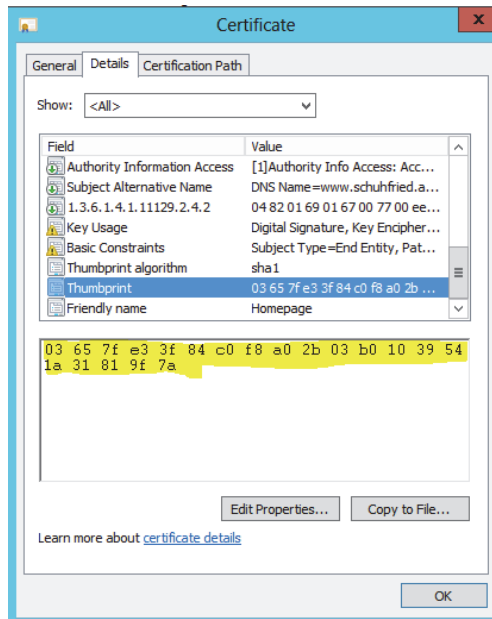 Certificate
x
General Details Certification Path
Show: <All>
Field Value
Authority Information Access [1]Authority Info Access: Acc...
Subject Alternative Name DNS Name=www.schuhfried.a...
1.3.6.1.4.1.11129.2.4.2 04 82 01 69 01 67 00 77 00 ee...
Key Usage Digital Signature, Key Encipher...
Basic Constraints Subject Type=End Entity, Pat...
Thumbprint algorithm sha1
Thumbprint 03 65 7f e3 3f 84 c0 f8 a0 2b ...
Friendly name Homepage
03 65 7f e3 3f 84 c0 f8 a0 2b 03 b0 10 39 54
1a 31 81 9f 7a
Edit Properties... Copy to File...
Learn more about certificate details
OK